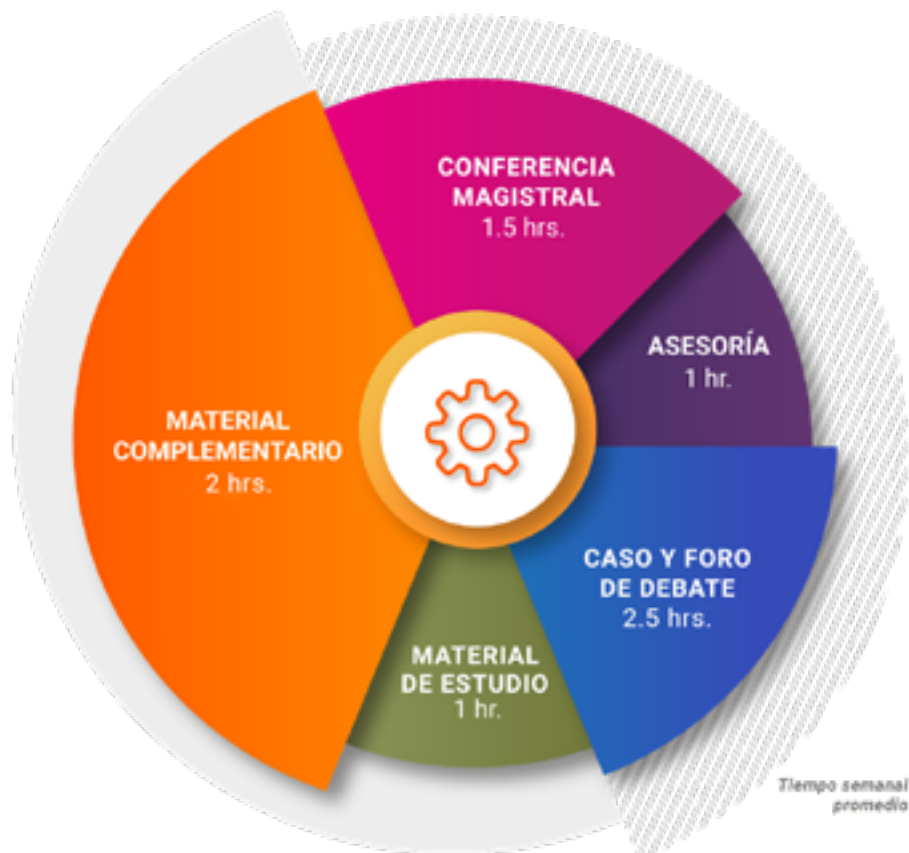 CONFERENCIA
MAGISTRAL
1.5 hrs.
ASESORÍA
1 hr.
MATERIAL
COMPLEMENTARIO
2 hrs.
CASO Y FORO
DE DEBATE
2.5 hrs.
MATERIAL
DE ESTUDIO
1 hr.
Tiempo semanal
promedio